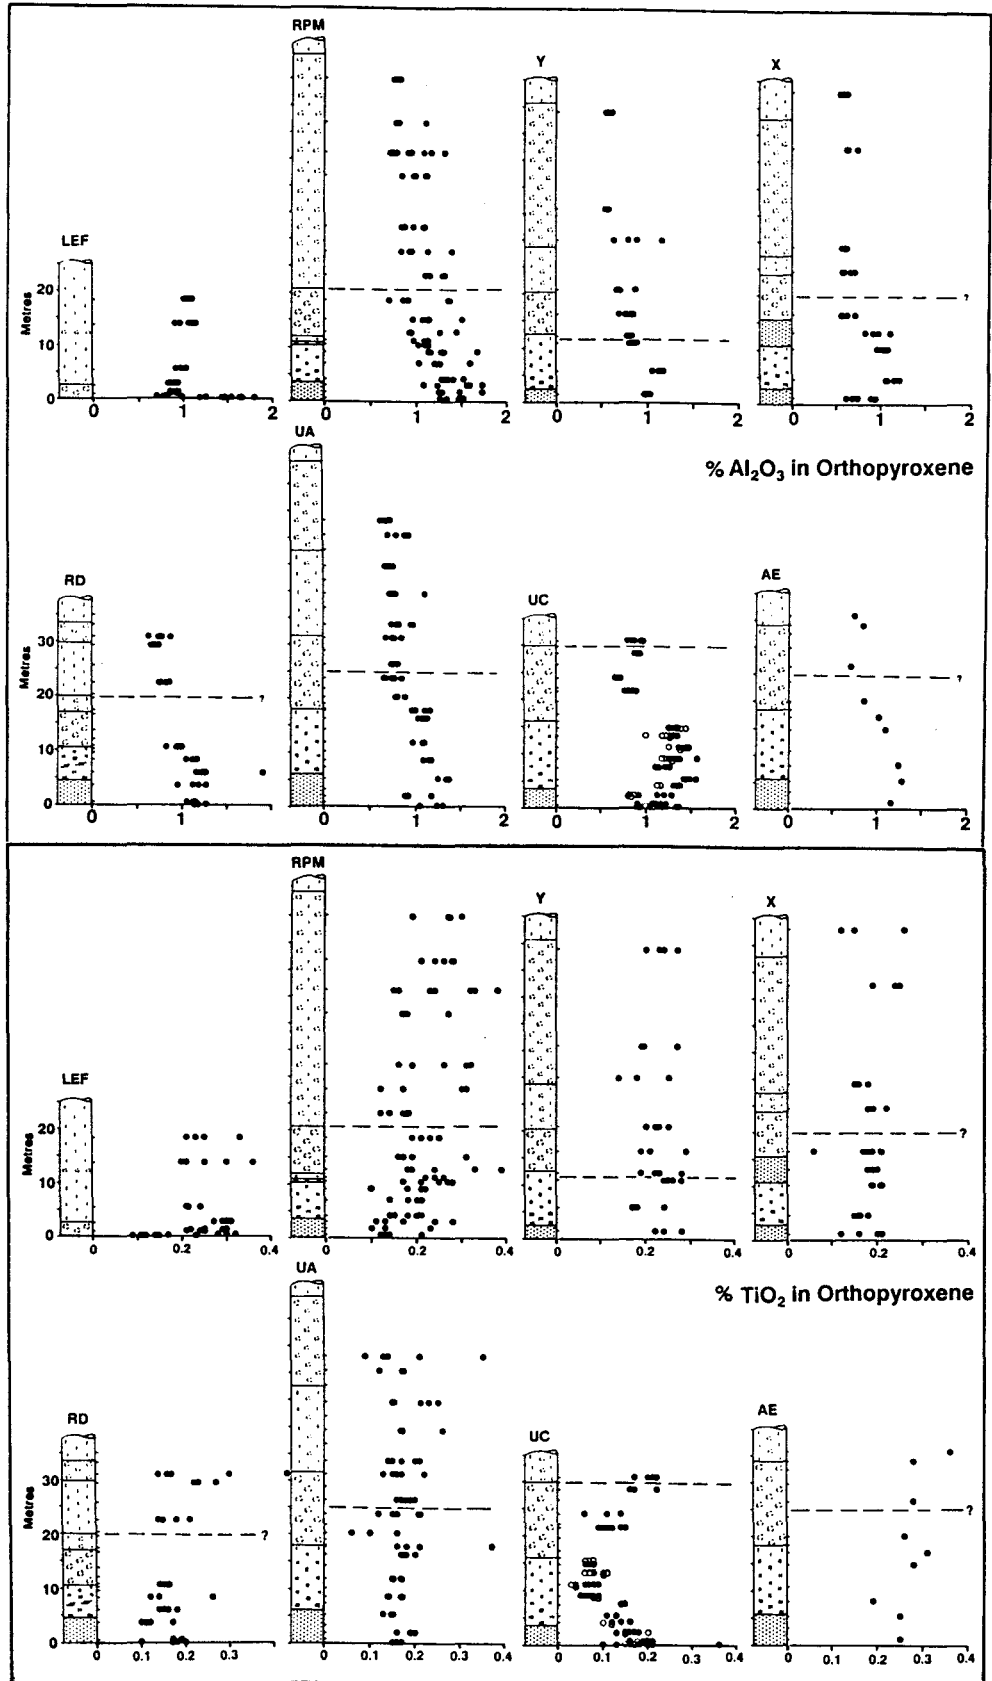 RPM
Y
X
LEF
Metres
20
10
0
0 1 2
0 1 2
0 1 2
0 1 2
?
UA
% Al₂O₃ in Orthopyroxene
RD
UC
AE
Metres
30
20
10
0
?
?
0 1
0 1 2
0 1 2
0 1 2
RPM
Y
X
LEF
Metres
20
10
0
?
0 0.2 0.4
0 0.2 0.4
0 0.2 0.4
0 0.2 0.4
UA
% TiO₂ in Orthopyroxene
RD
UC
AE
Metres
30
20
10
0
?
?
0 0.1 0.2 0.3
0 0.1 0.2 0.3 0.4
0 0.1 0.2 0.3 0.4
0 0.1 0.2 0.3 0.4